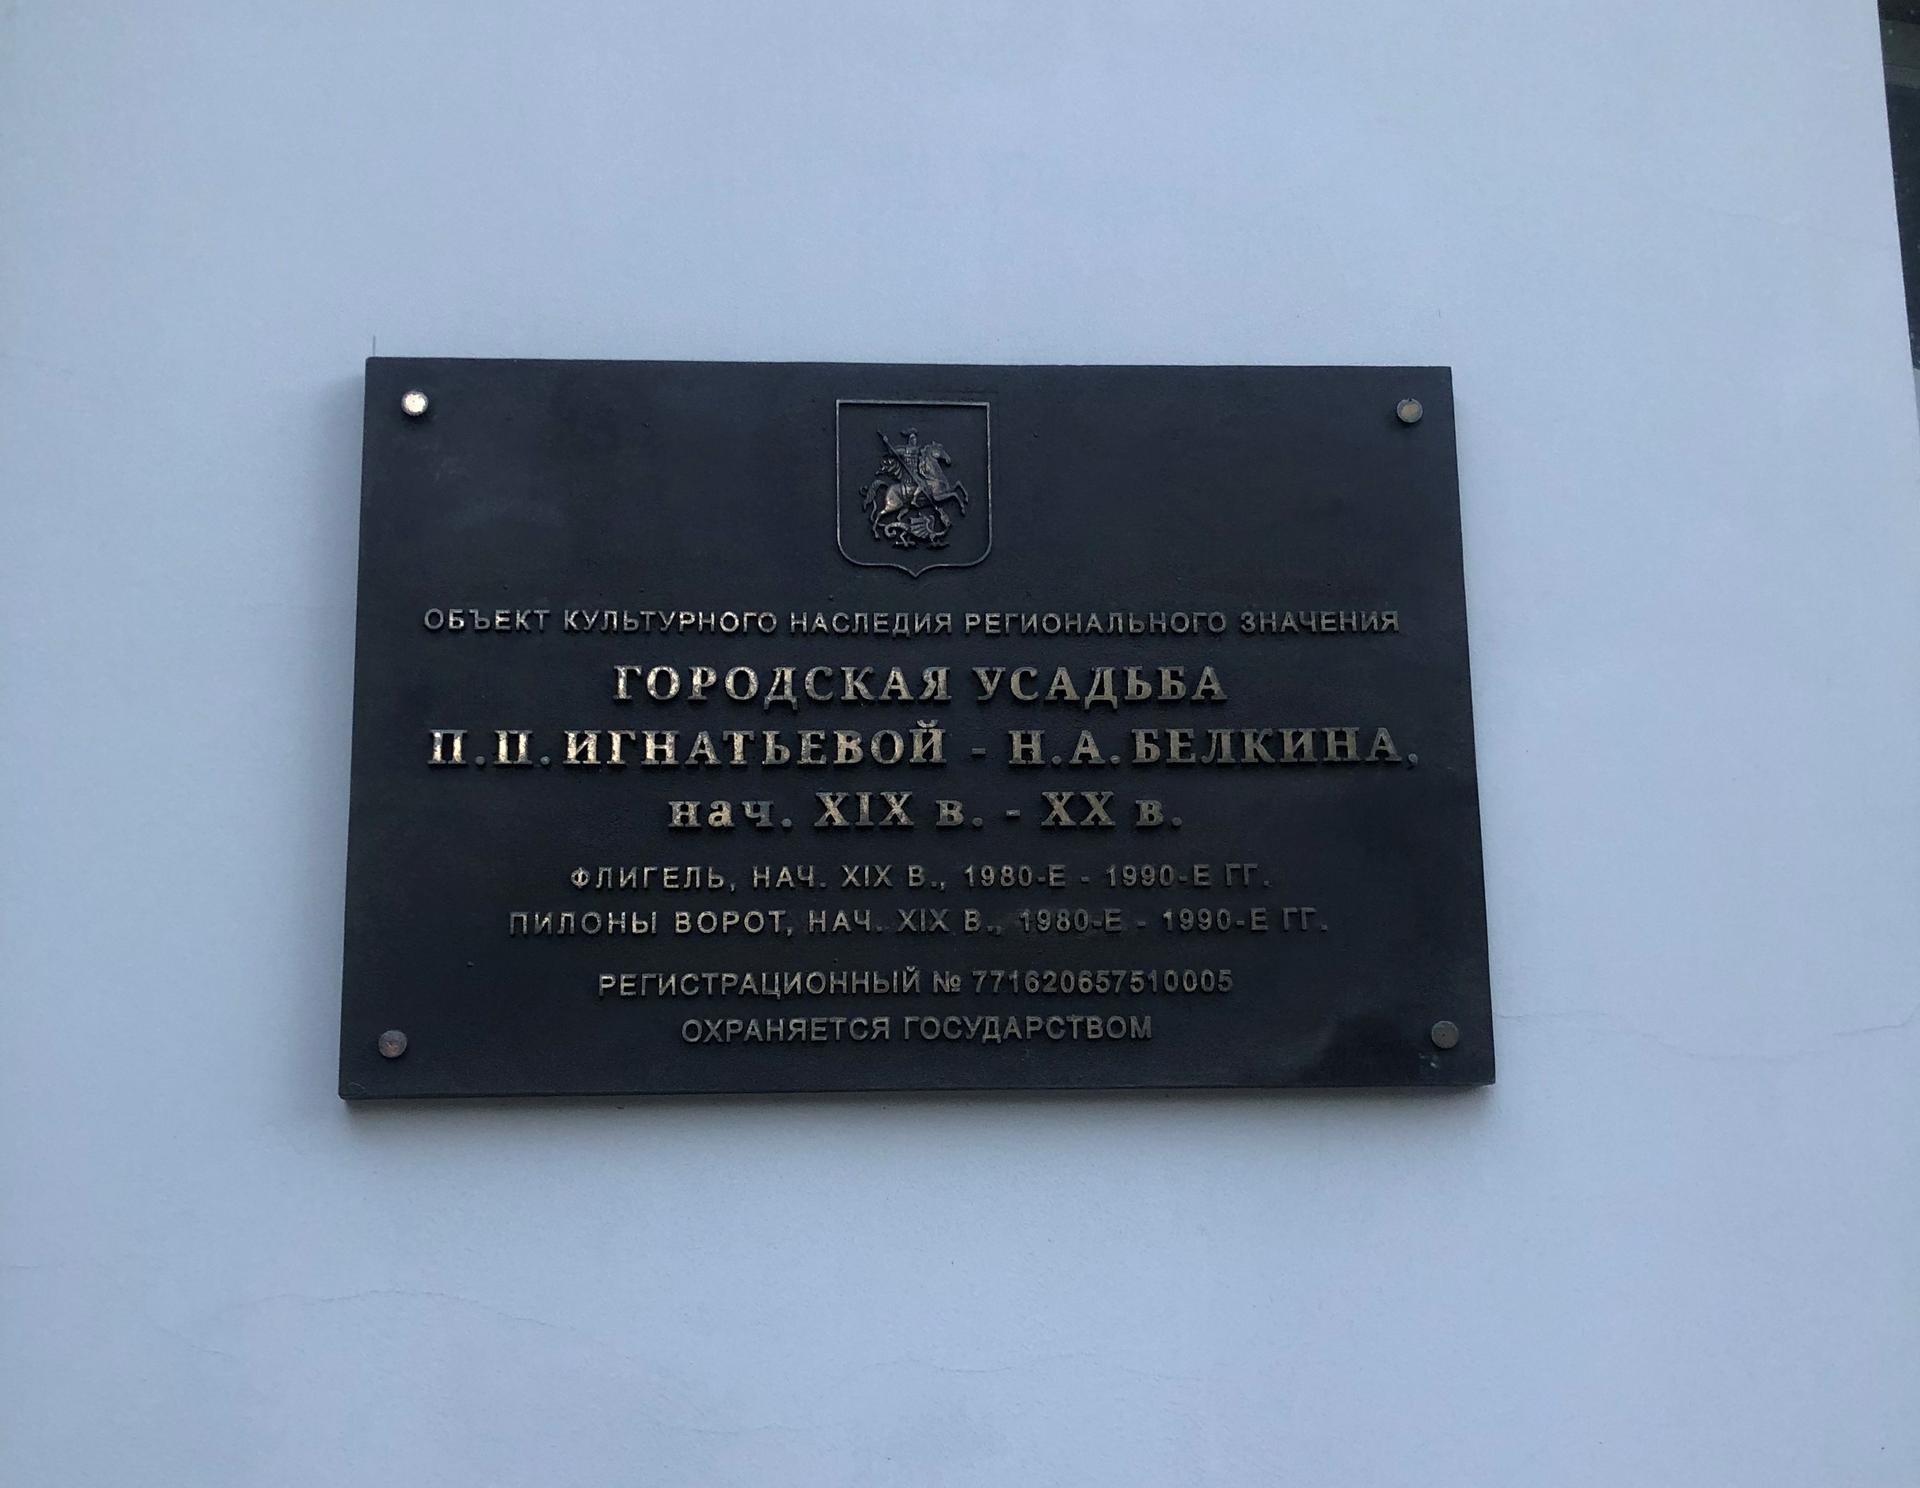 ОБЪЕКТ КУЛЬТУРНОГО НАСЛЕДИЯ РЕГИОНАЛЬНОГО ЗНАЧЕНИЯ
ГОРОДСКАЯ УСАДЬБА
П.П.ИГНАТЬЕВОЙ - Н.А.БЕЛКИНА,
нач. XIX в. - XX в.
ФЛИГЕЛЬ, НАЧ. XIX В., 1980-Е - 1990-Е ГГ.
ПИЛОНЫ ВОРОТ, НАЧ. XIX В., 1980-Е - 1990-Е ГГ.
РЕГИСТРАЦИОННЫЙ № 771620657510005
ОХРАНЯЕТСЯ ГОСУДАРСТВОМ